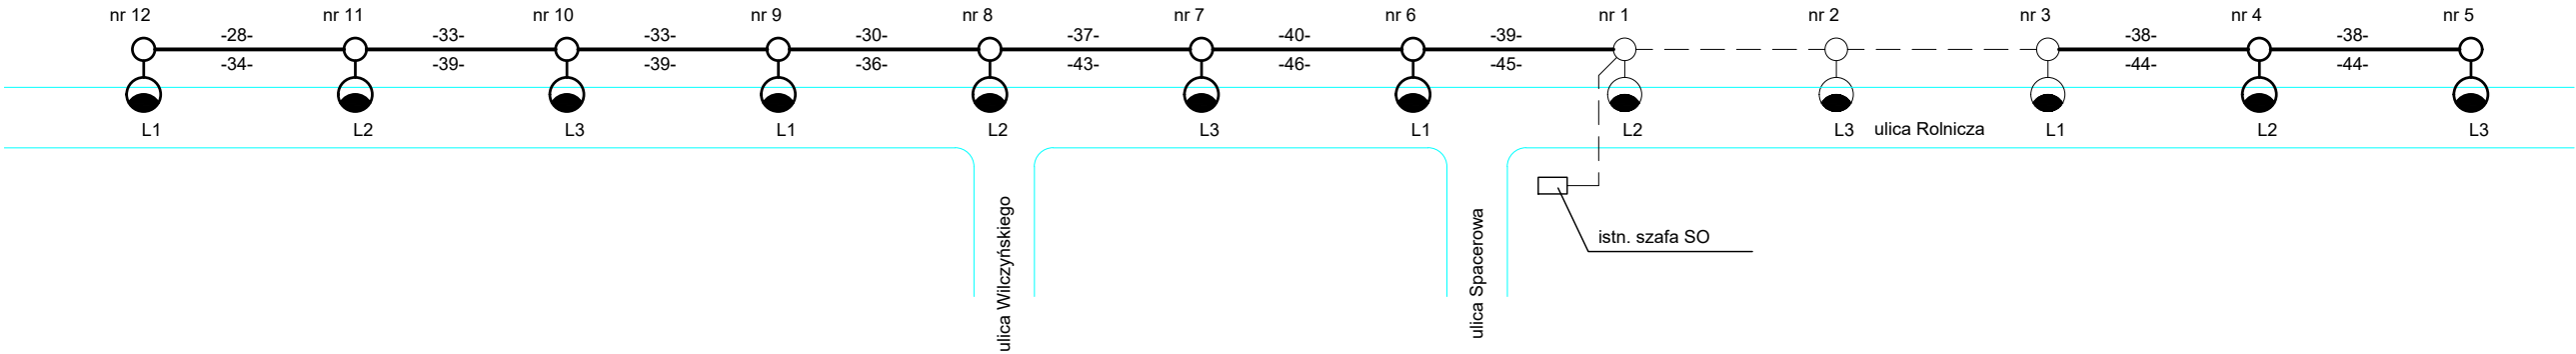 nr 12 nr 11 nr 10 nr 9 nr 8 nr 7 nr 6 nr 1 nr 2 nr 3 nr 4 nr 5
-28- -33- -33- -30- -37- -40- -39- -38- -38-
-34- -39- -39- -36- -43- -46- -45- -44- -44-
L1 L2 L3 L1 L2 L3 L1 L2 L3 ulica Rolnicza L1 L2 L3
ulica Wilczyńskiego
ulica Spacerowa
istn. szafa SO